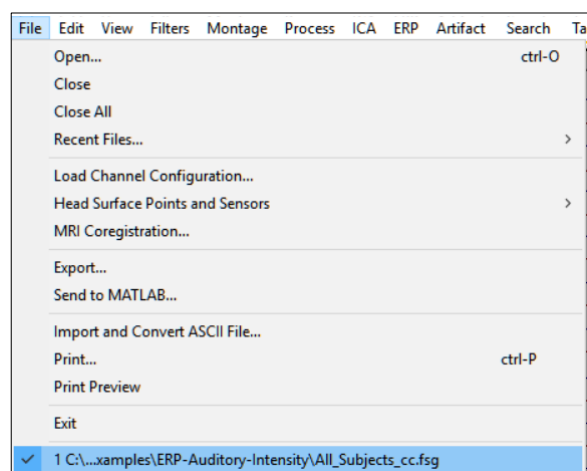 File Edit View Filters Montage Process ICA ERP Artifact Search Ta
Open... ctrl-O
Close
Close All
Recent Files...
Load Channel Configuration...
Head Surface Points and Sensors
MRI Coregistration...
Export...
Send to MATLAB...
Import and Convert ASCII File...
Print... ctrl-P
Print Preview
Exit
1 C:\...xamples\ERP-Auditory-Intensity\All_Subjects_cc.fsg